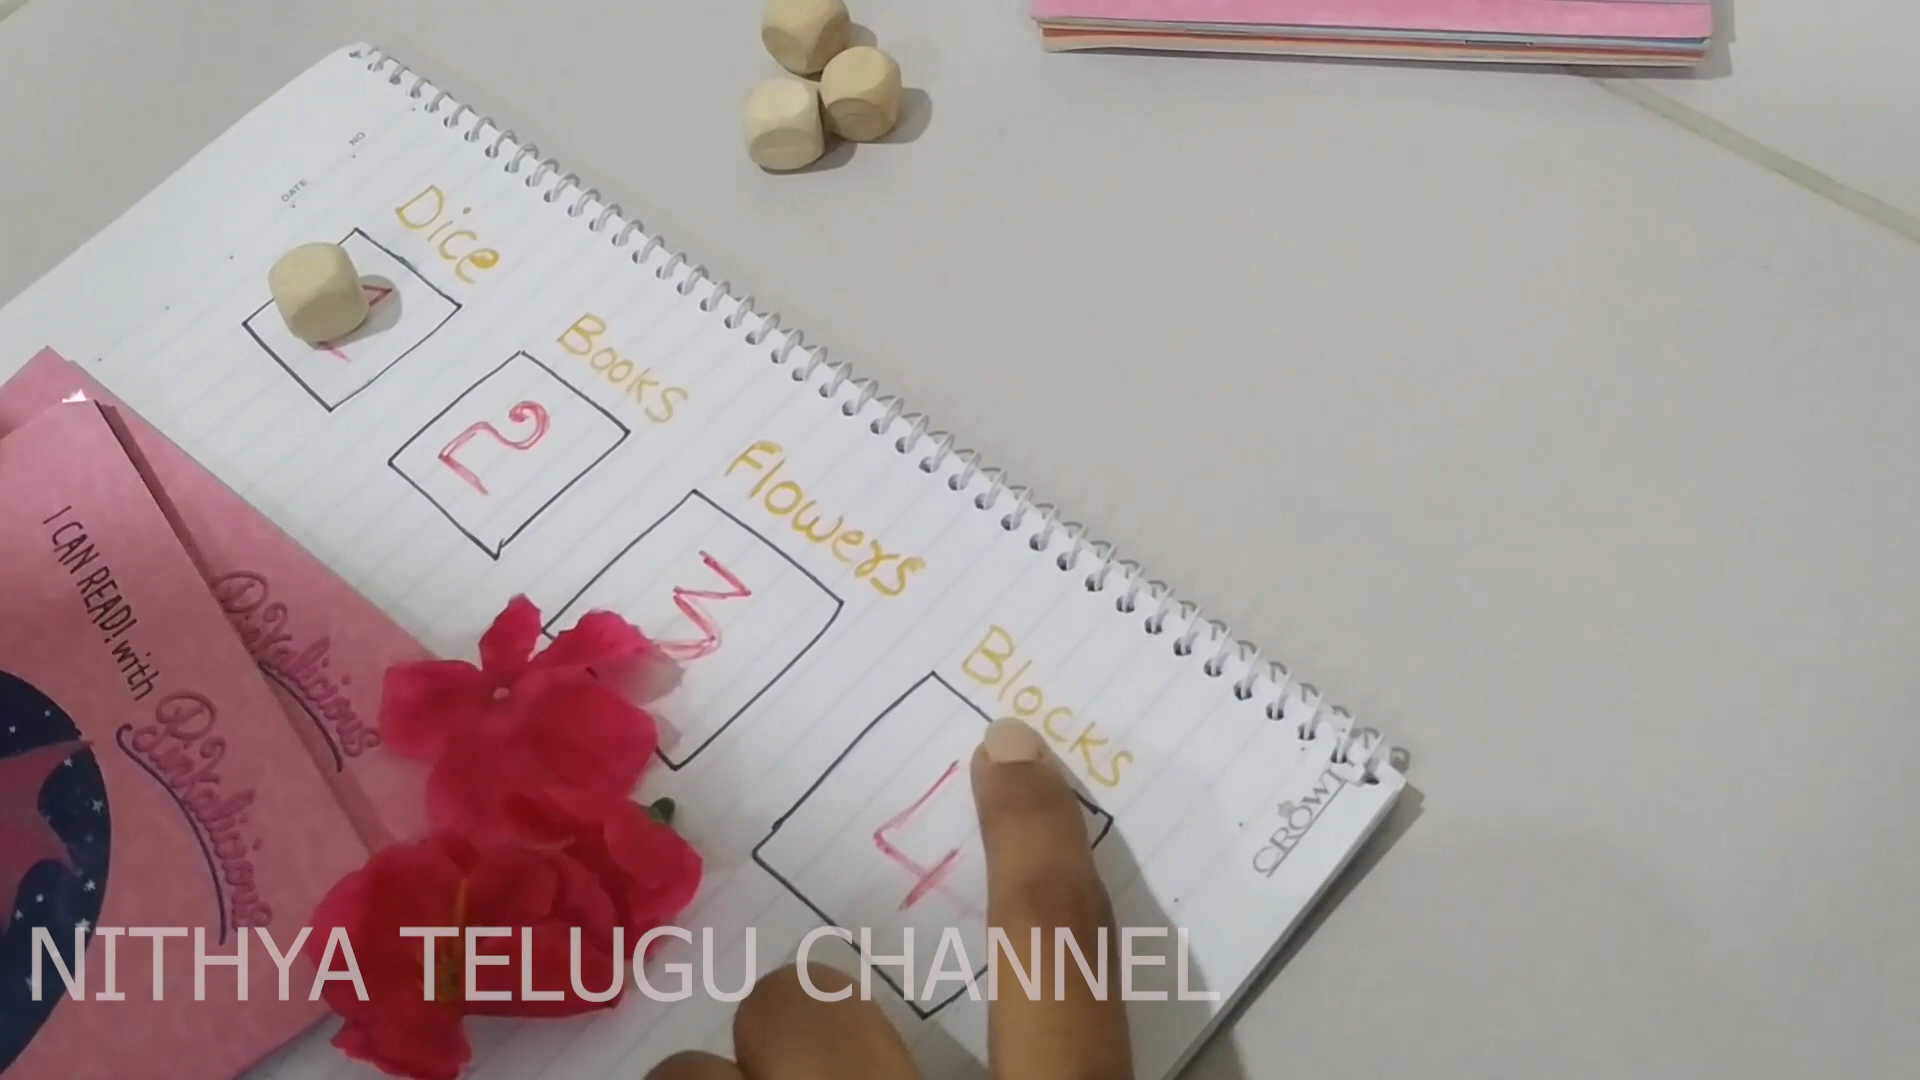 NO
DATE
Dice
1
Books
2
Flowers
3
Blocks
4
CROWN
I CAN READ! with
Pinkalicious
Pinkalicious
NITHYA TELUGU CHANNEL